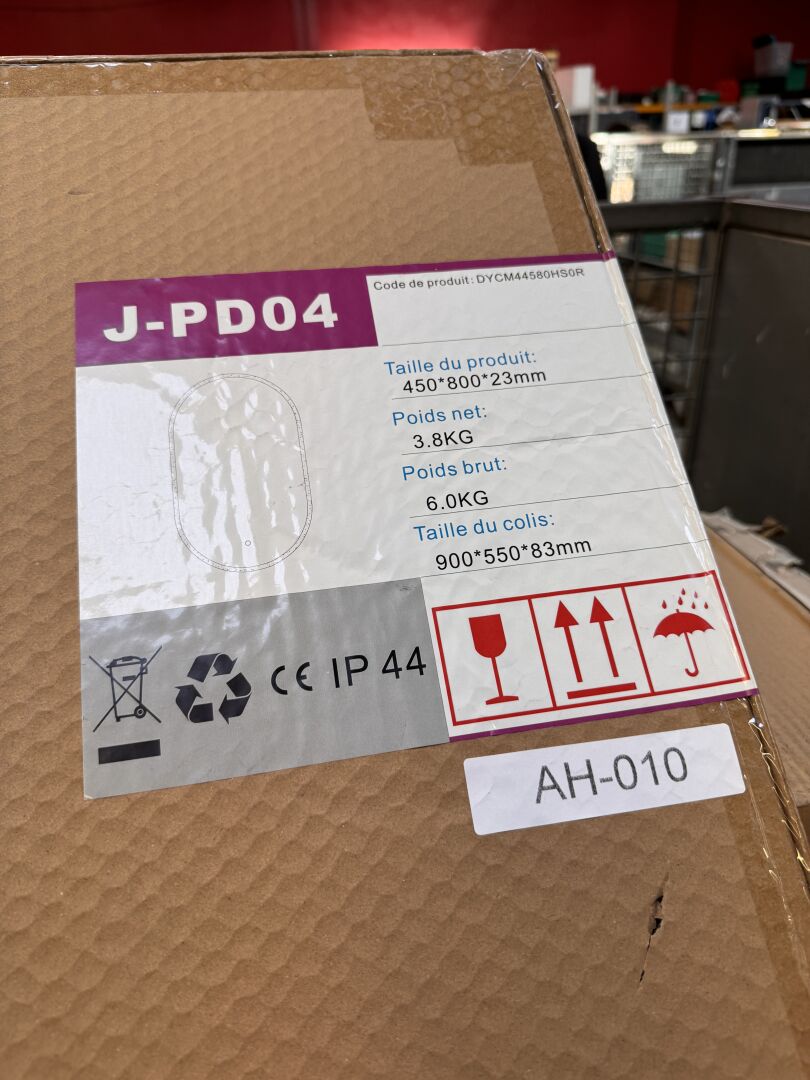 J-PD04
Code de produit: DYCM44580HS0R
Taille du produit:
450*800*23mm
Poids net:
3.8KG
Poids brut:
6.0KG
Taille du colis:
900*550*83mm
CE IP 44
AH-010